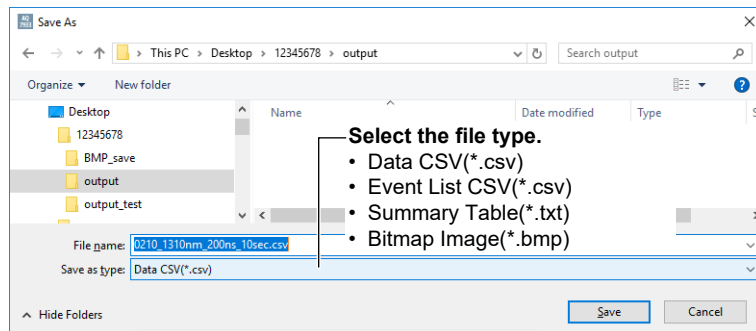 AQ
7933
Save As
This PC > Desktop > 12345678 > output
Search output
Organize
New folder
Desktop
12345678
BMP_save
output
output_test
Name
Date modified
Type
Select the file type.
• Data CSV(*.csv)
• Event List CSV(*.csv)
• Summary Table(*.txt)
• Bitmap Image(*.bmp)
File name: 0210_1310nm_200ns_10sec.csv
Save as type: Data CSV(*.csv)
Hide Folders
Save
Cancel